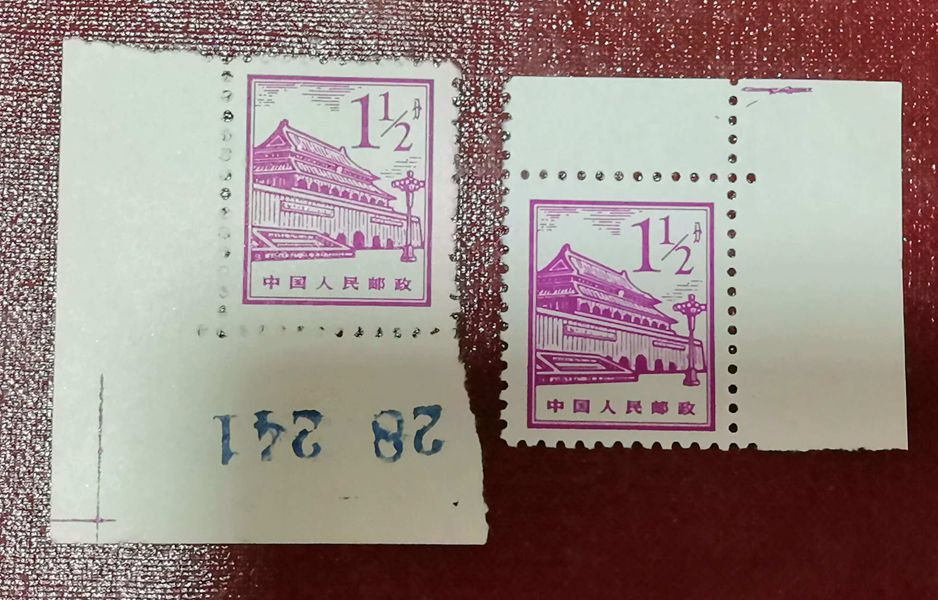 1 1/2 分
中国人民邮政
28 241
1 1/2 分
中国人民邮政